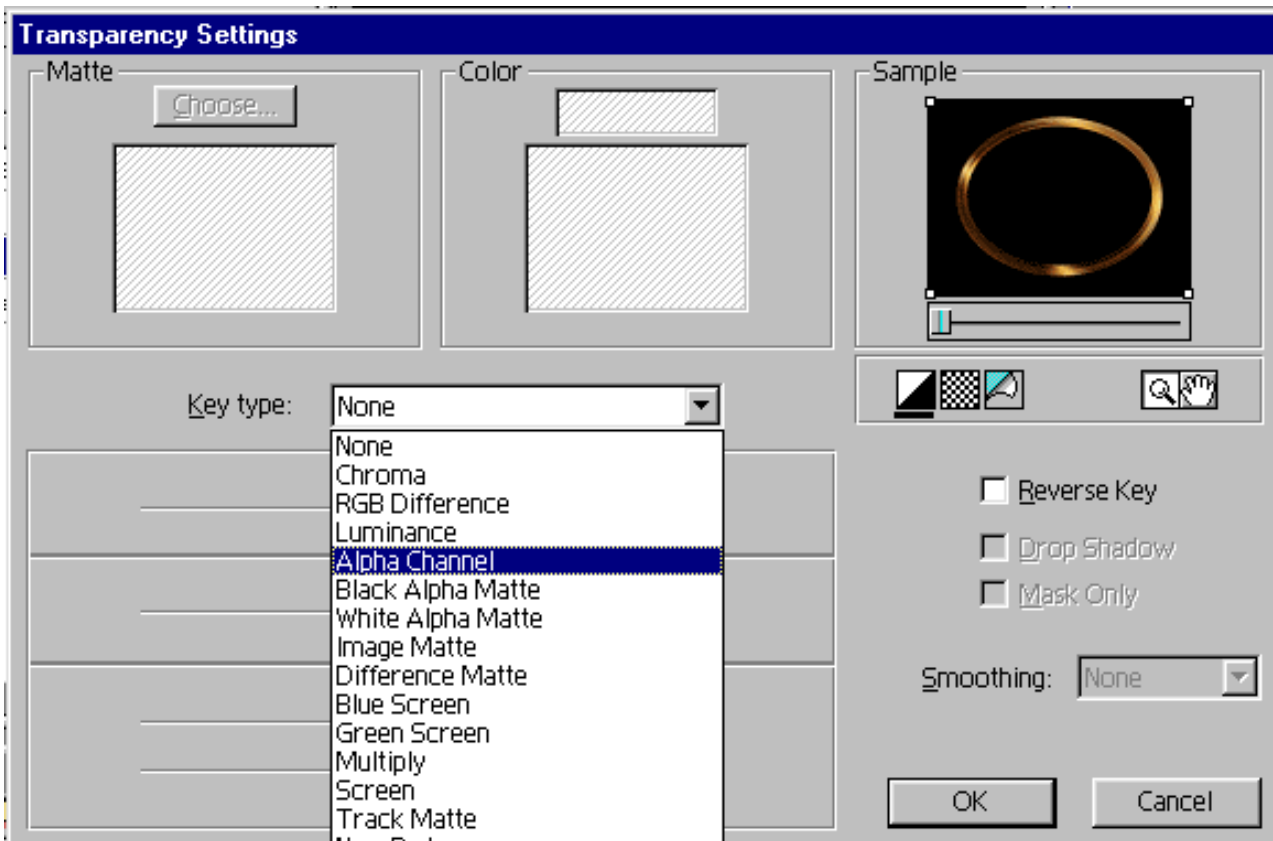 Transparency Settings
Matte
Choose...
Color
Sample
Key type:
None
None
Chroma
RGB Difference
Luminance
Alpha Channel
Black Alpha Matte
White Alpha Matte
Image Matte
Difference Matte
Blue Screen
Green Screen
Multiply
Screen
Track Matte
Reverse Key
Drop Shadow
Mask Only
Smoothing: None
OK
Cancel